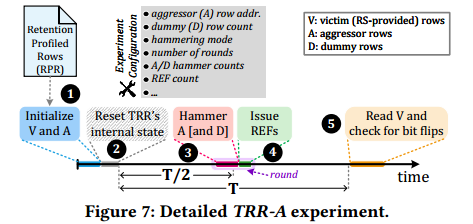 Retention
Profiled
Rows
(RPR)
Experiment
Configuration
• aggressor (A) row addr.
• dummy (D) row count
• hammering mode
• number of rounds
• A/D hammer counts
• REF count
• ...
V: victim (RS-provided) rows
A: aggressor rows
D: dummy rows
1
Initialize
V and A
2
Reset TRR's
internal state
Hammer
A [and D]
3
Issue
REFs
4
5
Read V and
check for bit flips
T/2
round
T
time
Figure 7: Detailed TRR-A experiment.